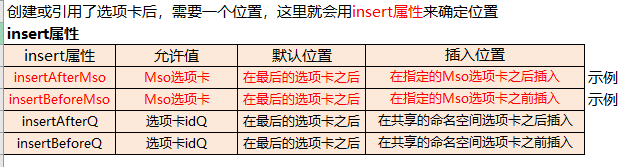 创建或引用了选项卡后，需要一个位置，这里就会用insert属性来确定位置
insert属性
insert属性 允许值 默认位置 插入位置
insertAfterMso Mso选项卡 在最后的选项卡之后 在指定的Mso选项卡之后插入 示例
insertBeforeMso Mso选项卡 在最后的选项卡之后 在指定的Mso选项卡之前插入 示例
insertAfterQ 选项卡idQ 在最后的选项卡之后 在共享的命名空间选项卡之后插入
insertBeforeQ 选项卡idQ 在最后的选项卡之后 在共享的命名空间选项卡之前插入